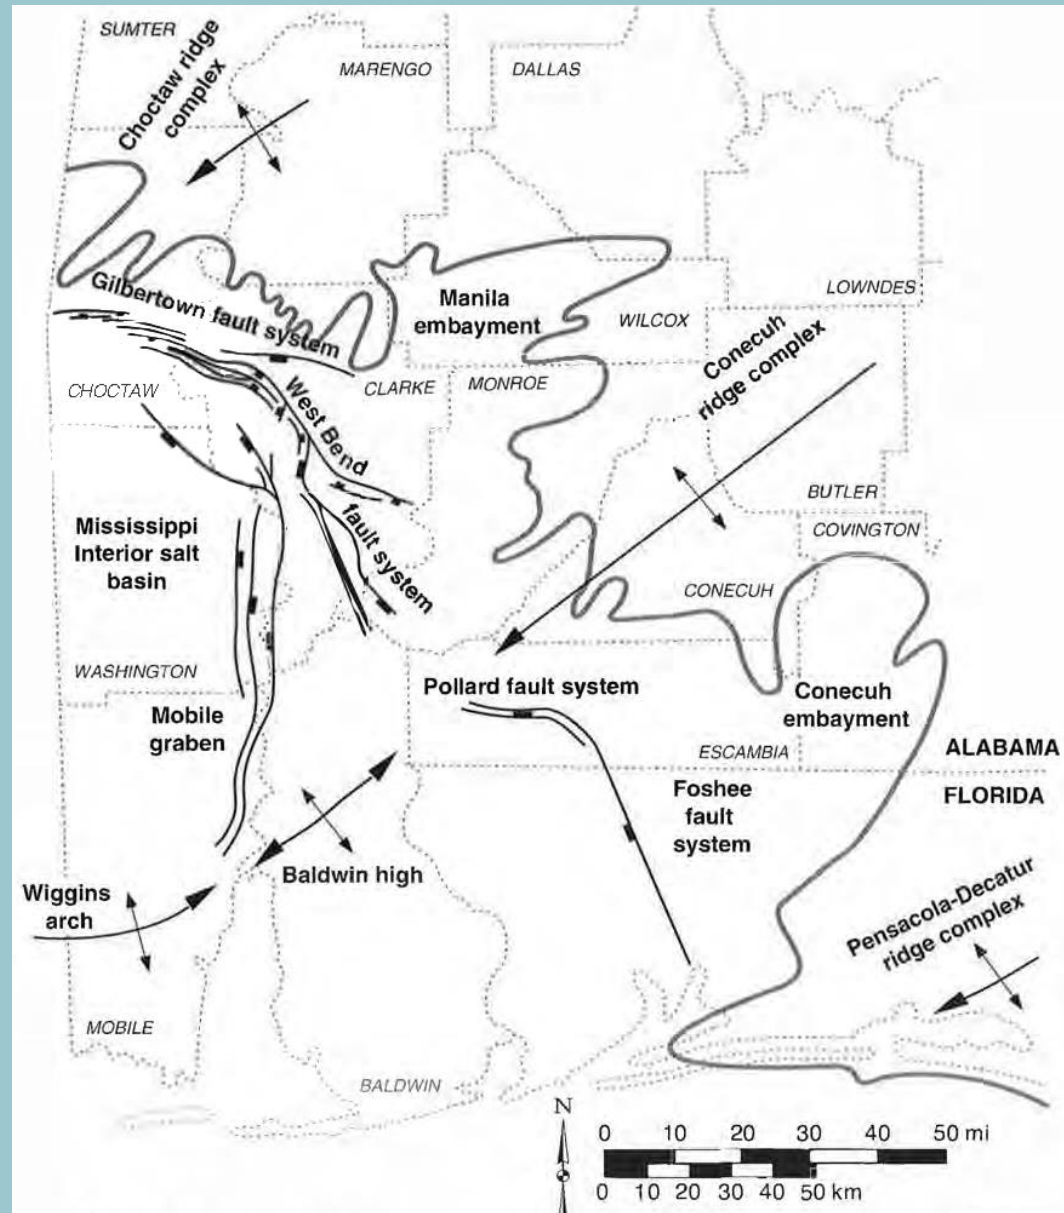 SUMTER
MARENGO
DALLAS
Choctaw ridge
complex
Gilbertown fault system
Manila
embayment
LOWNDES
WILCOX
Conecuh
ridge complex
CHOCTAW
CLARKE
MONROE
West Bend
fault system
BUTLER
COVINGTON
Mississippi
Interior salt
basin
CONECUH
WASHINGTON
Pollard fault system
Conecuh
embayment
Mobile
graben
ESCAMBIA
ALABAMA
FLORIDA
Foshee
fault
system
Baldwin high
Wiggins
arch
Pensacola-Decatur
ridge complex
MOBILE
BALDWIN
N
0 10 20 30 40 50 mi
0 10 20 30 40 50 km